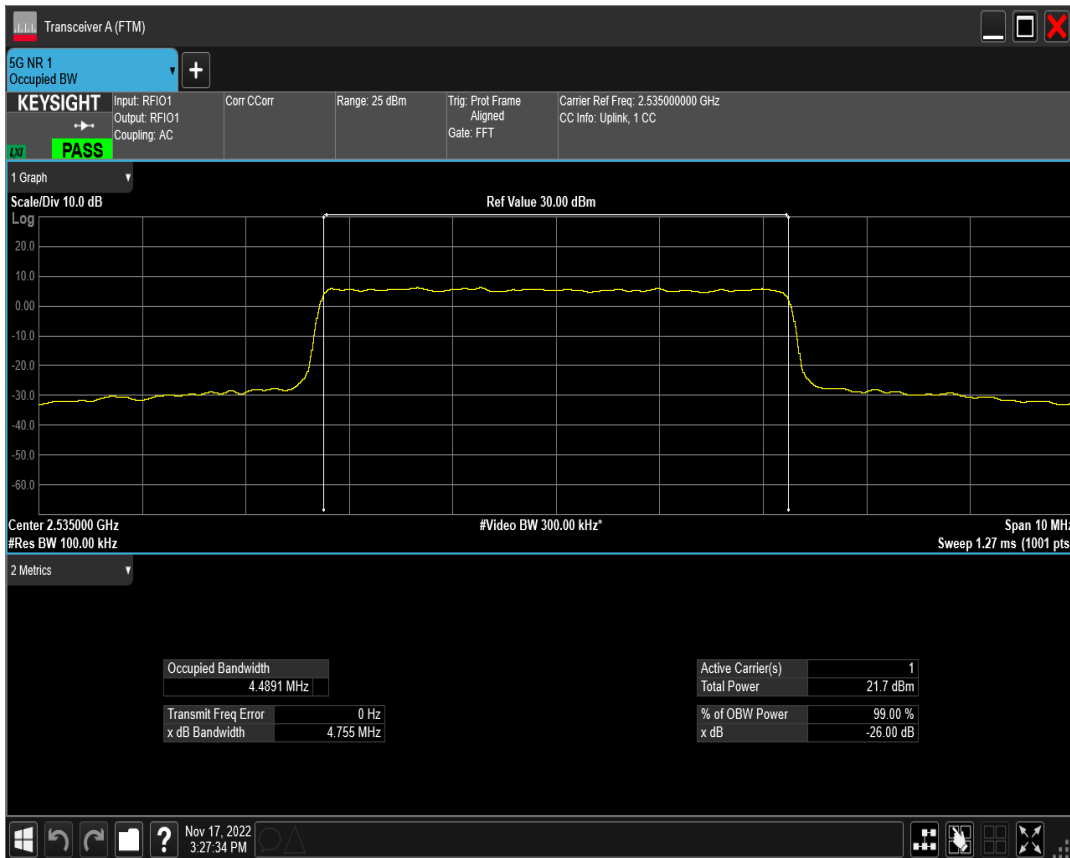 Transceiver A (FTM)
5G NR 1
Occupied BW
+
KEYSIGHT
LXI
PASS
Input: RFIO1
Output: RFIO1
Coupling: AC
Corr CCorr
Range: 25 dBm
Trig: Prot Frame
Aligned
Gate: FFT
Carrier Ref Freq: 2.535000000 GHz
CC Info: Uplink, 1 CC
1 Graph
Scale/Div 10.0 dB
Ref Value 30.00 dBm
Log
20.0
10.0
0.00
-10.0
-20.0
-30.0
-40.0
-50.0
-60.0
Center 2.535000 GHz
#Video BW 300.00 kHz*
Span 10 MHz
#Res BW 100.00 kHz
Sweep 1.27 ms (1001 pts
2 Metrics
Occupied Bandwidth
4.4891 MHz
Transmit Freq Error 0 Hz
x dB Bandwidth 4.755 MHz
Active Carrier(s) 1
Total Power 21.7 dBm
% of OBW Power 99.00 %
x dB -26.00 dB
?
Nov 17, 2022
3:27:34 PM